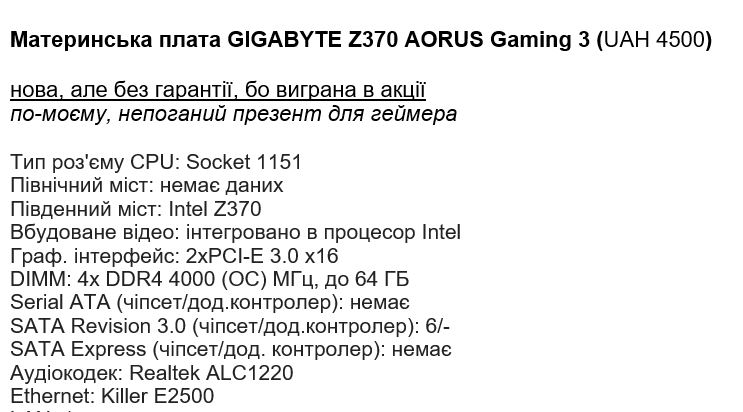 Материнська плата GIGABYTE Z370 AORUS Gaming 3 (UAH 4500)
нова, але без гарантії, бо виграна в акції
по-моєму, непоганий презент для геймера
Тип роз'єму CPU: Socket 1151
Північний міст: немає даних
Південний міст: Intel Z370
Вбудоване відео: інтегровано в процесор Intel
Граф. інтерфейс: 2xPCI-E 3.0 x16
DIMM: 4x DDR4 4000 (OC) МГц, до 64 ГБ
Serial ATA (чіпсет/дод.контролер): немає
SATA Revision 3.0 (чіпсет/дод.контролер): 6/-
SATA Express (чіпсет/дод. контролер): немає
Аудіокодек: Realtek ALC1220
Ethernet: Killer E2500